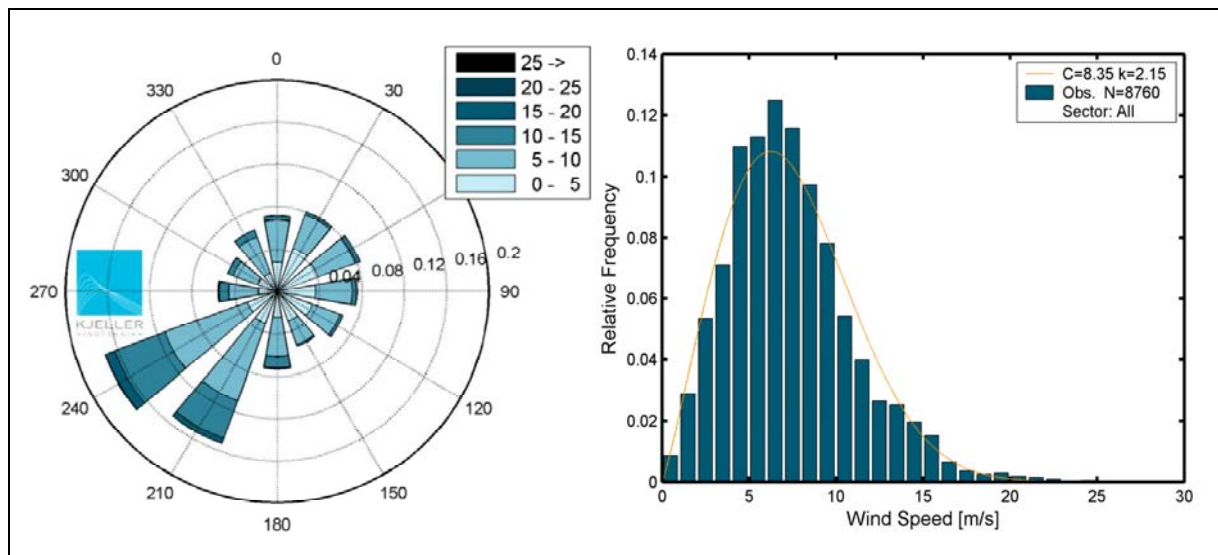 0
30
90
120
150
180
210
240
270
300
330
0.04
0.08
0.12
0.16
0.2
25 ->
20 - 25
15 - 20
10 - 15
5 - 10
0 - 5
KJELLER
Relative Frequency
0.14
0.12
0.1
0.08
0.06
0.04
0.02
0
C=8.35 k=2.15
Obs. N=8760
Sector: All
0 5 10 15 20 25 30
Wind Speed [m/s]